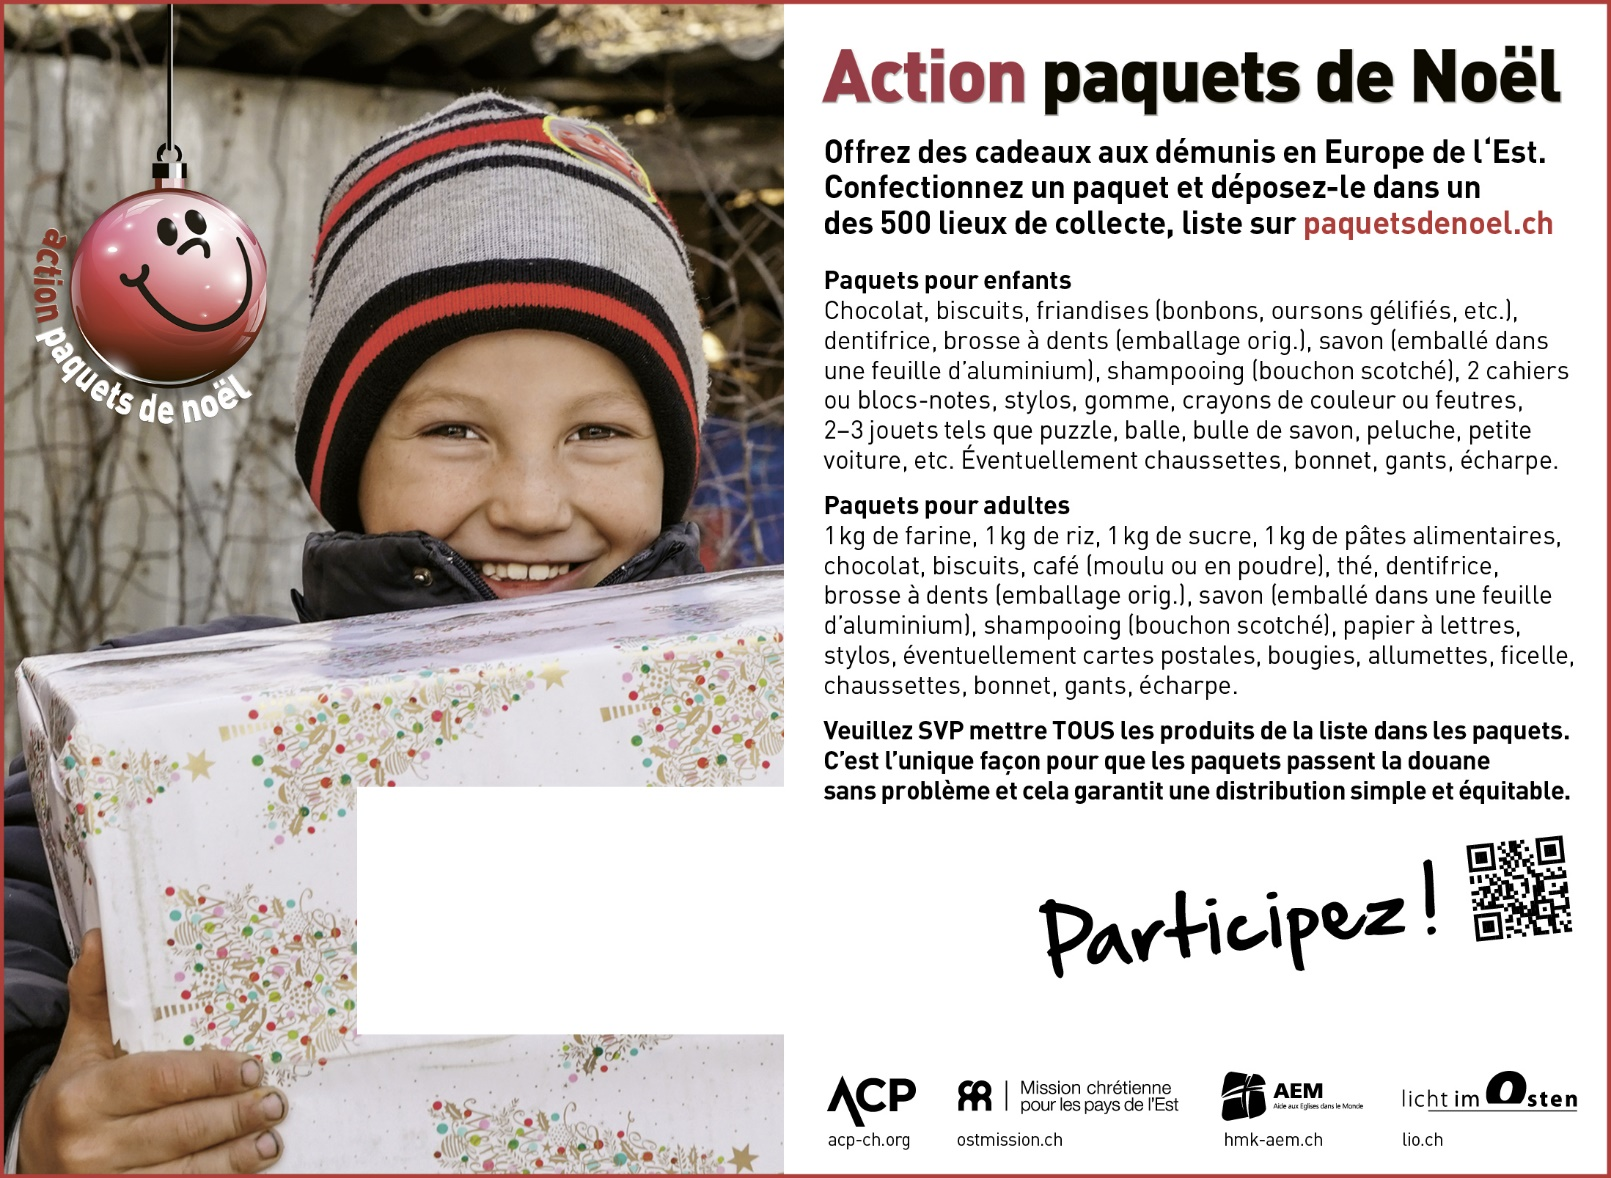 action paquets de noël
Action paquets de Noël
Offrez des cadeaux aux démunis en Europe de l‘Est.
Confectionnez un paquet et déposez-le dans un
des 500 lieux de collecte, liste sur paquetsdenoel.ch
Paquets pour enfants
Chocolat, biscuits, friandises (bonbons, oursons gélifiés, etc.),
dentifrice, brosse à dents (emballage orig.), savon (emballé dans
une feuille d’aluminium), shampooing (bouchon scotché), 2 cahiers
ou blocs-notes, stylos, gomme, crayons de couleur ou feutres,
2–3 jouets tels que puzzle, balle, bulle de savon, peluche, petite
voiture, etc. Éventuellement chaussettes, bonnet, gants, écharpe.
Paquets pour adultes
1 kg de farine, 1 kg de riz, 1 kg de sucre, 1 kg de pâtes alimentaires,
chocolat, biscuits, café (moulu ou en poudre), thé, dentifrice,
brosse à dents (emballage orig.), savon (emballé dans une feuille
d’aluminium), shampooing (bouchon scotché), papier à lettres,
stylos, éventuellement cartes postales, bougies, allumettes, ficelle,
chaussettes, bonnet, gants, écharpe.
Veuillez SVP mettre TOUS les produits de la liste dans les paquets.
C’est l’unique façon pour que les paquets passent la douane
sans problème et cela garantit une distribution simple et équitable.
Participez!
ACP
acp-ch.org
Mission chrétienne
pour les pays de l’Est
ostmission.ch
AEM
Aide aux Eglises dans le Monde
hmk-aem.ch
licht im Osten
lio.ch